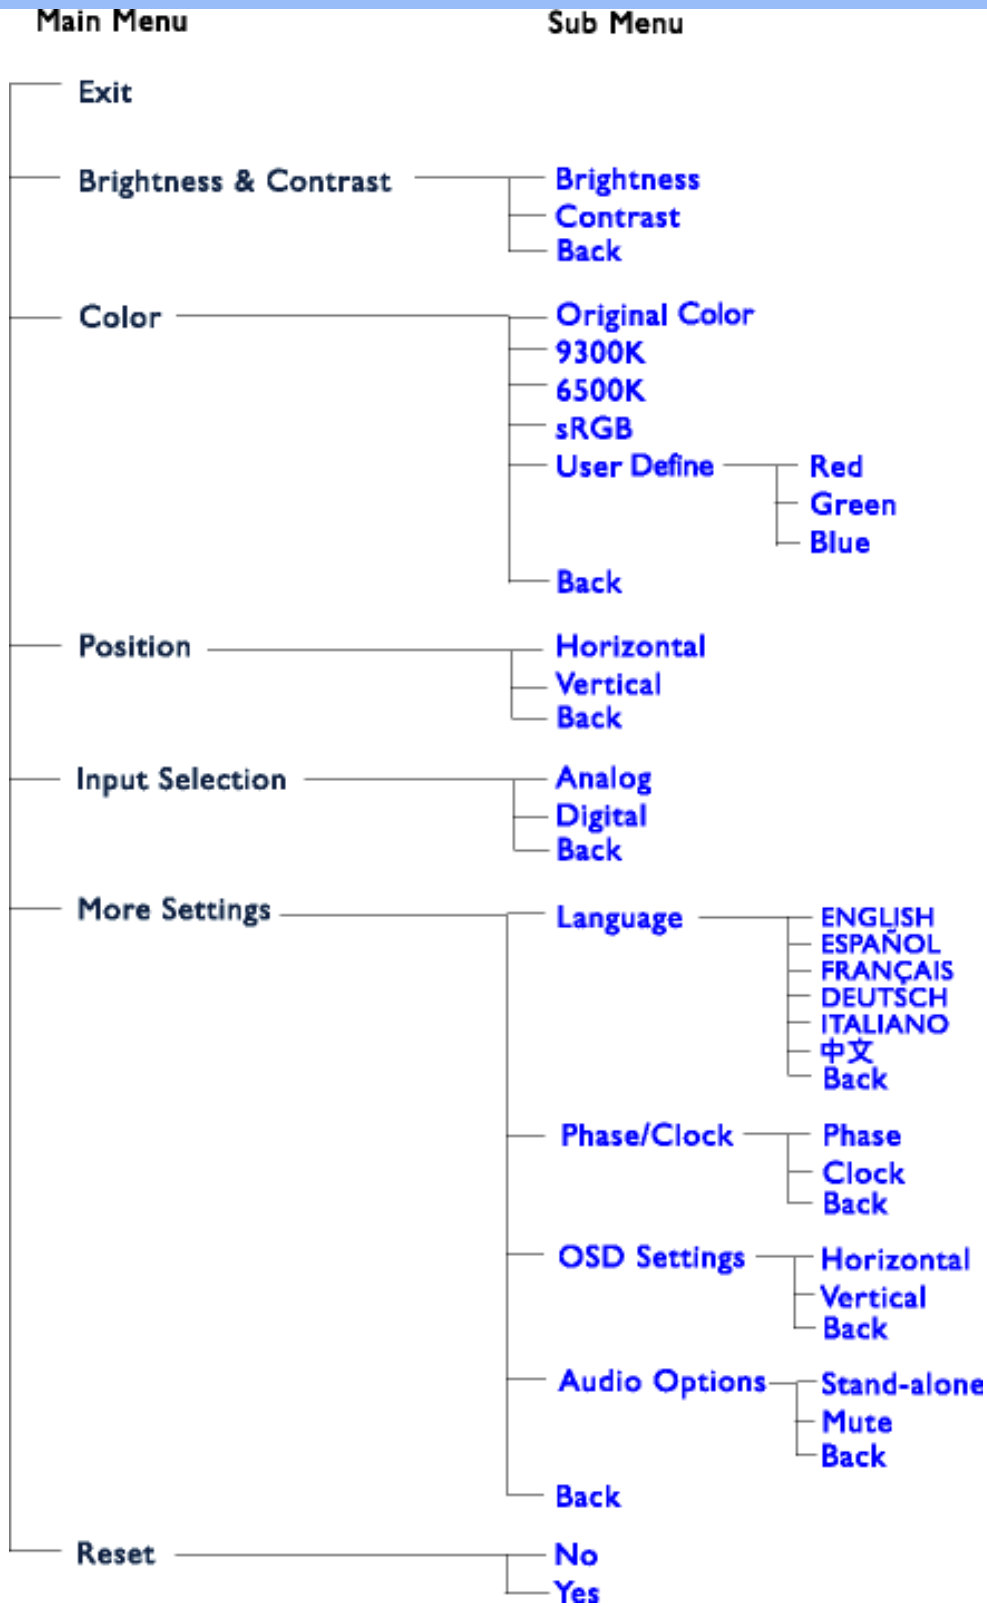 Main Menu Sub Menu
Exit
Brightness & Contrast Brightness
Contrast
Back
Color Original Color
9300K
6500K
sRGB
User Define Red
Green
Blue
Back
Position Horizontal
Vertical
Back
Input Selection Analog
Digital
Back
More Settings Language ENGLISH
ESPAÑOL
FRANÇAIS
DEUTSCH
ITALIANO
中文
Back
Phase/Clock Phase
Clock
Back
OSD Settings Horizontal
Vertical
Back
Audio Options Stand-alone
Mute
Back
Back
Reset No
Yes